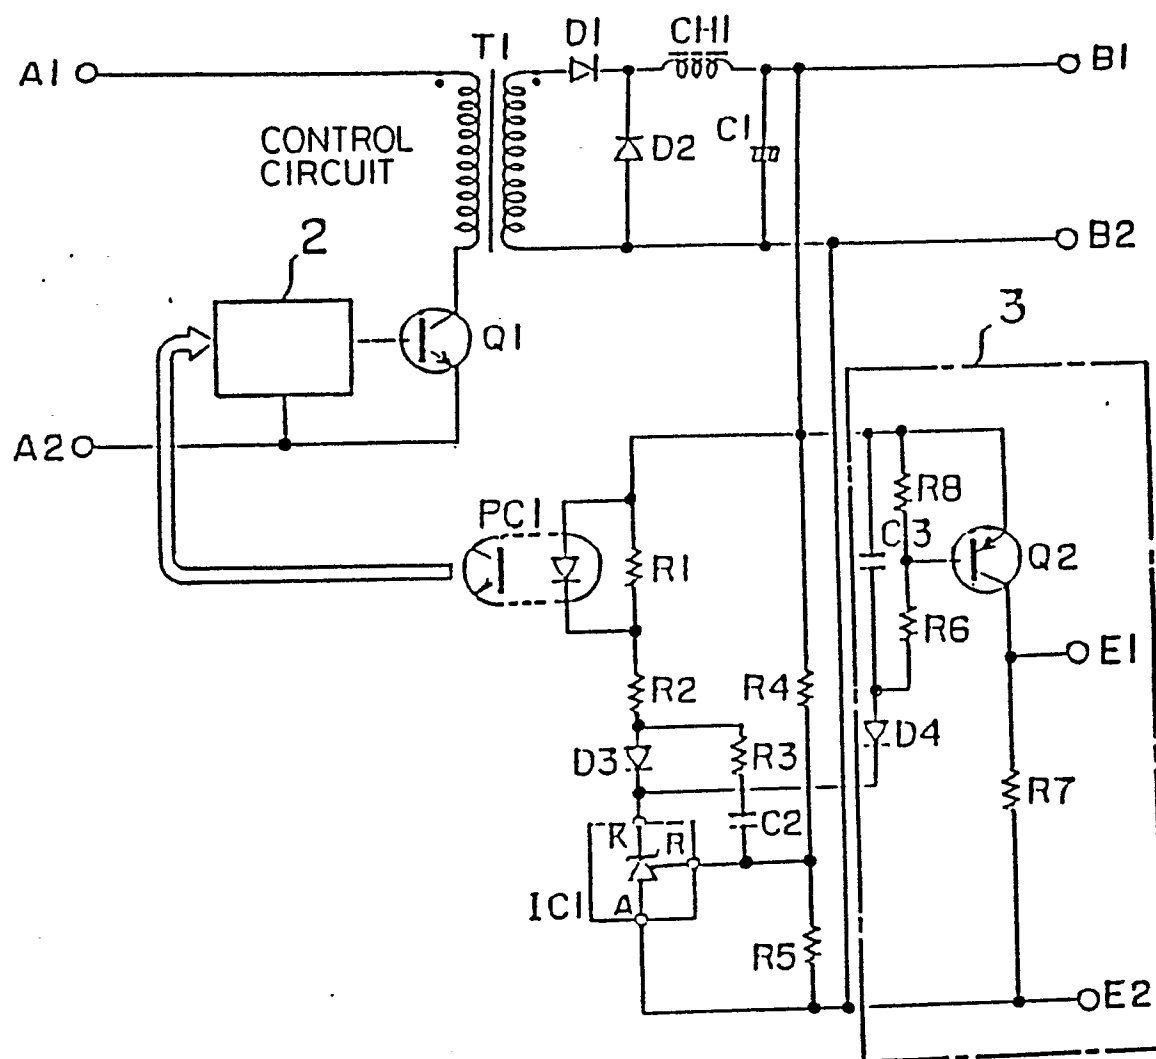 T1
D1
CH1
A1
B1
CONTROL
CIRCUIT
D2
C1
2
B2
3
Q1
A2
PC1
R8
C3
Q2
R1
R6
E1
R2
R4
D3
R3
D4
R7
C2
K
R
IC1
A
R5
E2